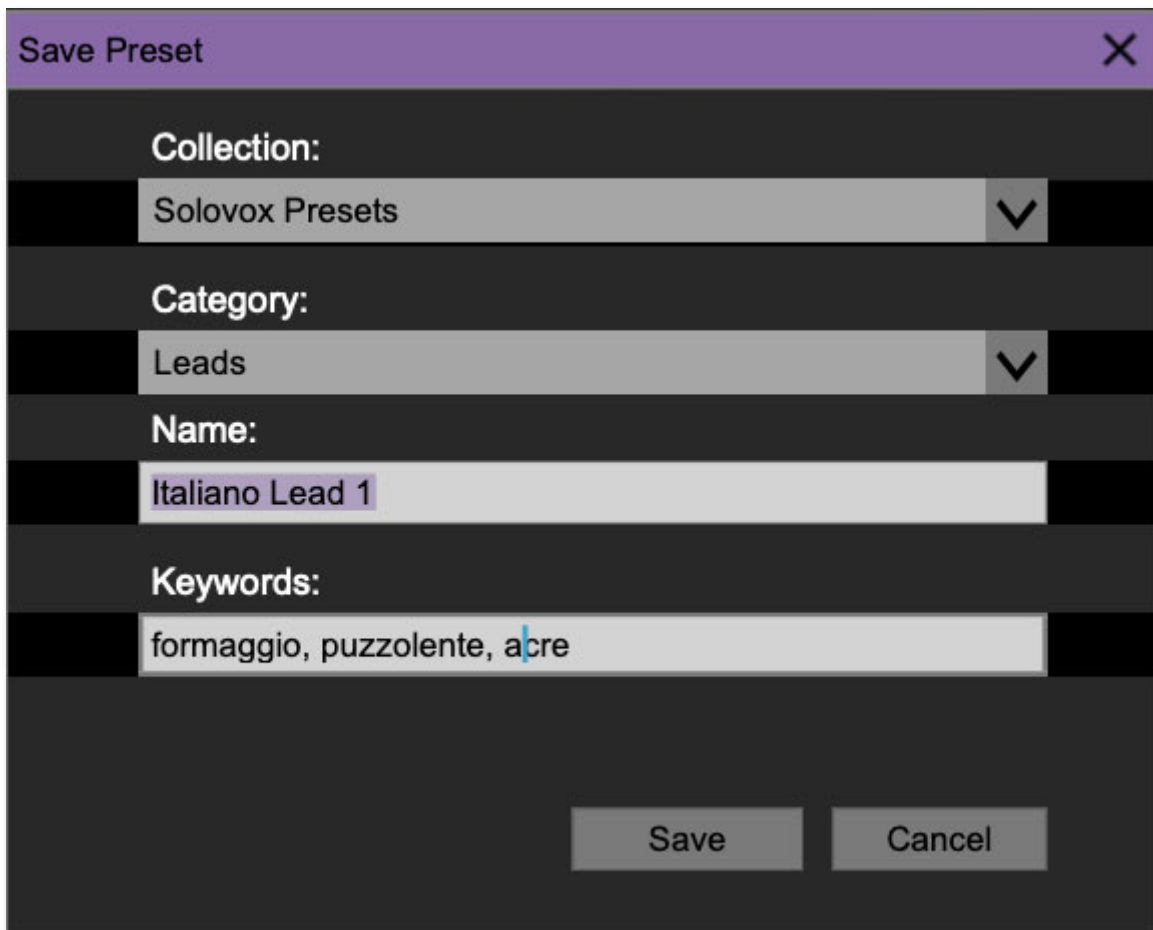 Save Preset
Collection:
Solovox Presets
Category:
Leads
Name:
Italiano Lead 1
Keywords:
formaggio, puzzolente, acre
Save Cancel